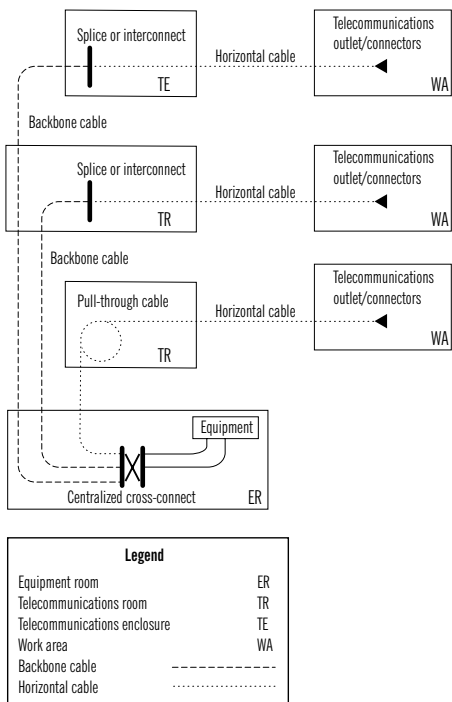 Splice or interconnect
TE
Horizontal cable
Telecommunications
outlet/connectors
WA
Backbone cable
Splice or interconnect
TR
Horizontal cable
Telecommunications
outlet/connectors
WA
Backbone cable
Pull-through cable
TR
Horizontal cable
Telecommunications
outlet/connectors
WA
Equipment
Centralized cross-connect
ER
Legend
Equipment room ER
Telecommunications room TR
Telecommunications enclosure TE
Work area WA
Backbone cable
Horizontal cable